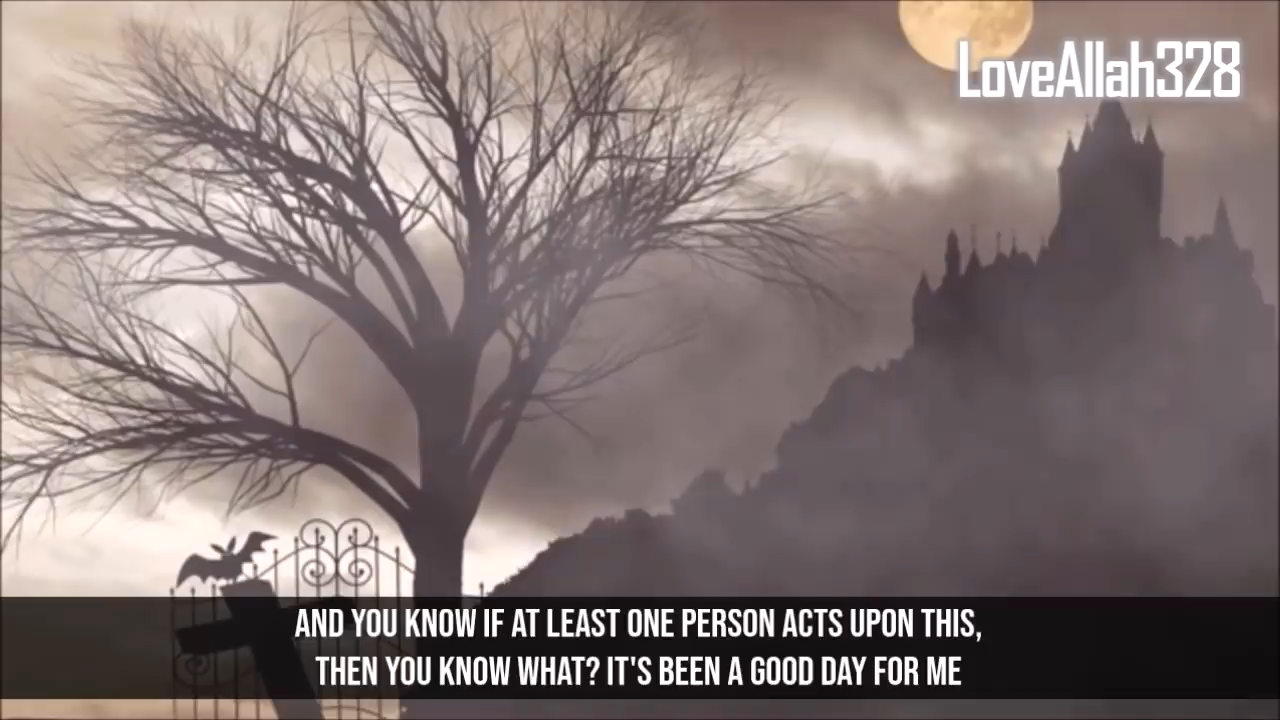 LoveAllah328
AND YOU KNOW IF AT LEAST ONE PERSON ACTS UPON THIS,
THEN YOU KNOW WHAT? IT'S BEEN A GOOD DAY FOR ME